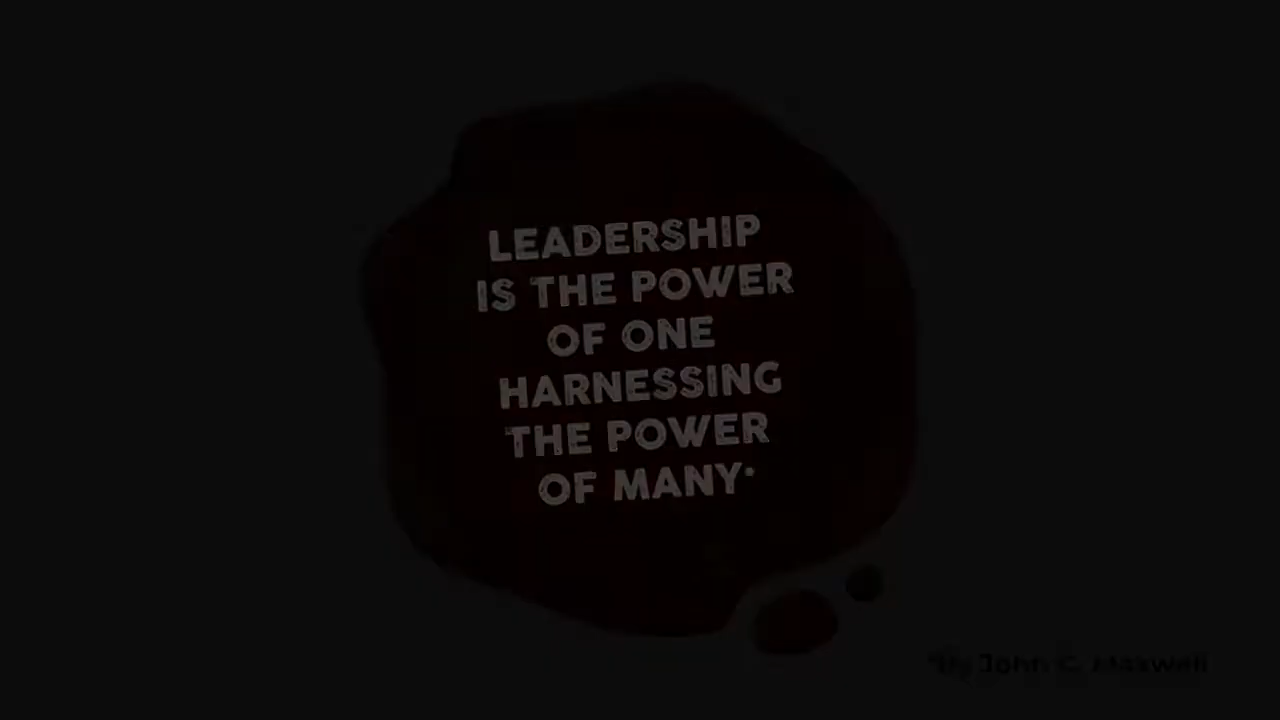 LEADERSHIP
IS THE POWER
OF ONE
HARNESSING
THE POWER
OF MANY*
*By John C. Maxwell